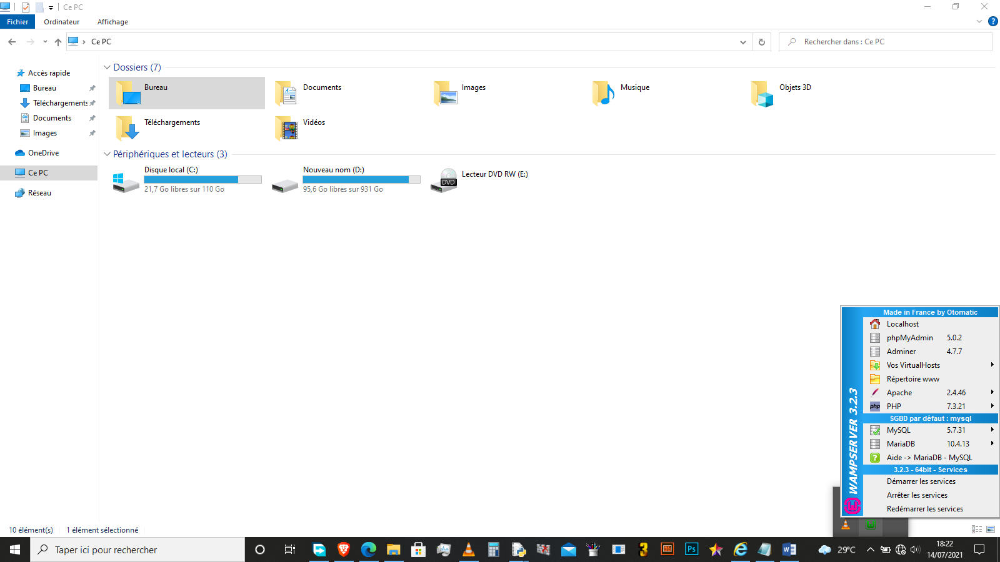 Ce PC
Fichier
Ordinateur
Affichage
?
Ce PC
Rechercher dans : Ce PC
Accès rapide
Bureau
Téléchargements
Documents
Images
OneDrive
Ce PC
Réseau
Dossiers (7)
Bureau
Documents
Images
Musique
Objets 3D
Téléchargements
Vidéos
Périphériques et lecteurs (3)
Disque local (C:)
21,7 Go libres sur 110 Go
Nouveau nom (D:)
95,6 Go libres sur 931 Go
DVD
Lecteur DVD RW (E:)
WAMPSERVER 3.2.3
Made in France by Otomatic
Localhost
phpMyAdmin 5.0.2
Adminer 4.7.7
Vos VirtualHosts
Répertoire www
Apache 2.4.46
php PHP 7.3.21
SGBD par défaut : mysql
MySQL 5.7.31
MariaDB 10.4.13
? Aide -> MariaDB - MySQL
3.2.3 - 64bit - Services
Démarrer les services
Arrêter les services
Redémarrer les services
10 élément(s)
1 élément sélectionné
Taper ici pour rechercher
3
Ps
W
29°C
18:22
14/07/2021